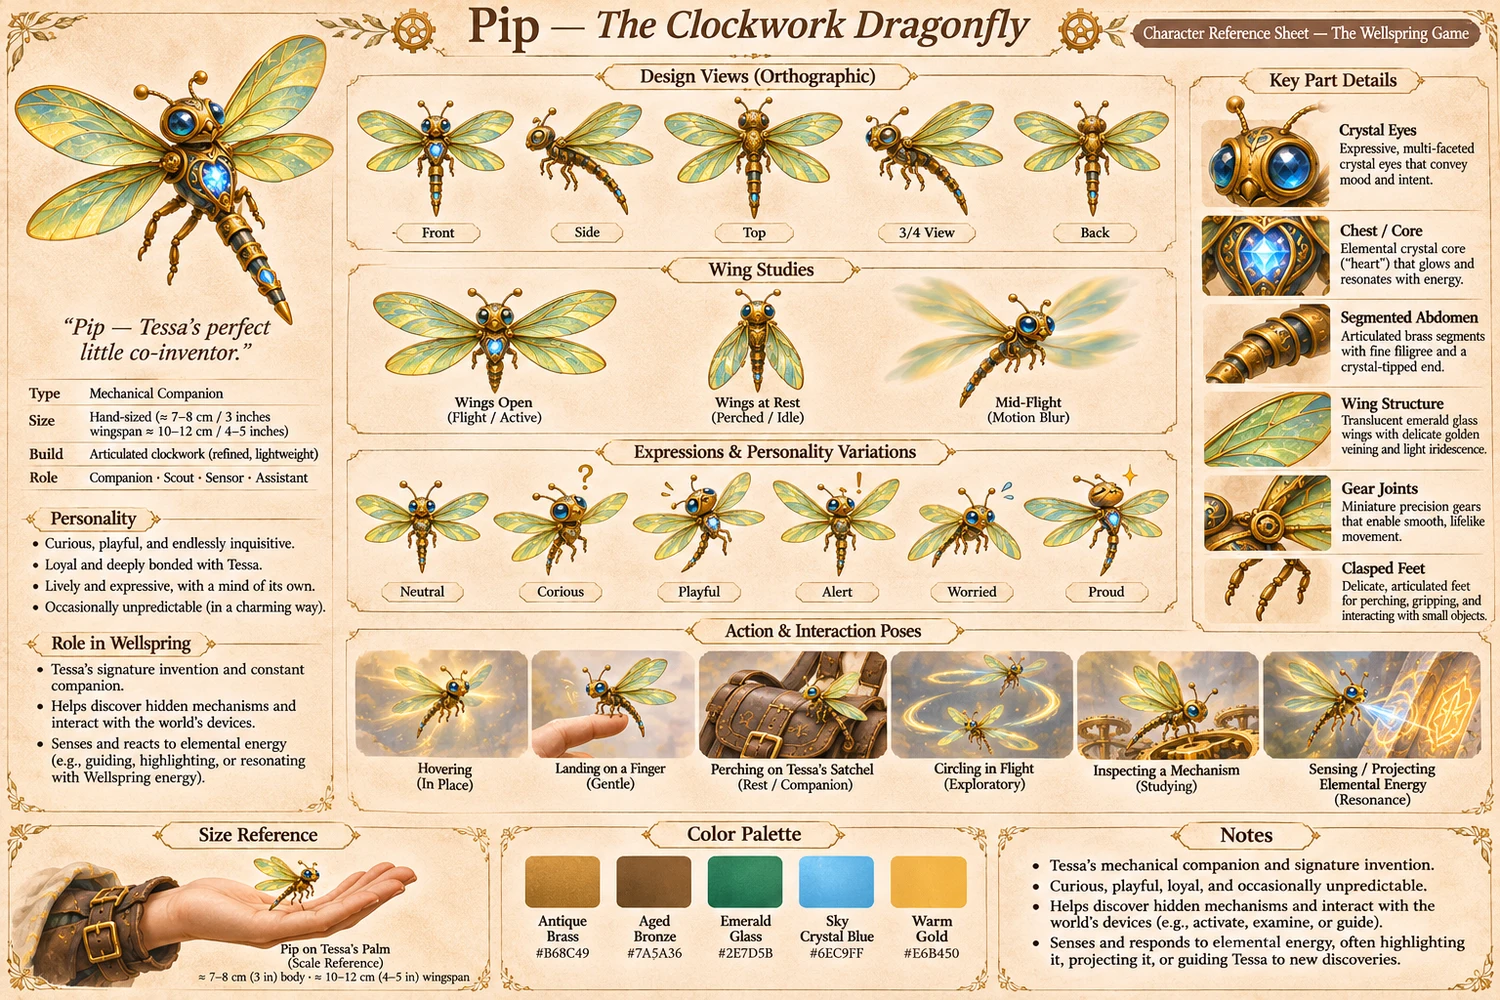 Pip — The Clockwork Dragonfly
Character Reference Sheet — The Wellspring Game
“Pip — Tessa’s perfect
little co-inventor.”
Type Mechanical Companion
Size Hand-sized (≈ 7–8 cm / 3 inches
wingspan ≈ 10–12 cm / 4–5 inches)
Build Articulated clockwork (refined, lightweight)
Role Companion · Scout · Sensor · Assistant
Personality
• Curious, playful, and endlessly inquisitive.
• Loyal and deeply bonded with Tessa.
• Lively and expressive, with a mind of its own.
• Occasionally unpredictable (in a charming way).
Role in Wellspring
• Tessa’s signature invention and constant
companion.
• Helps discover hidden mechanisms and
interact with the world’s devices.
• Senses and reacts to elemental energy
(e.g., guiding, highlighting, or resonating
with Wellspring energy).
Design Views (Orthographic)
Front
Side
Top
3/4 View
Back
Wing Studies
Wings Open
(Flight / Active)
Wings at Rest
(Perched / Idle)
Mid-Flight
(Motion Blur)
Expressions & Personality Variations
?
!
Neutral
Corious
Playful
Alert
Worried
Proud
Key Part Details
Crystal Eyes
Expressive, multi-faceted
crystal eyes that convey
mood and intent.
Chest / Core
Elemental crystal core
(“heart”) that glows and
resonates with energy.
Segmented Abdomen
Articulated brass segments
with fine filigree and a
crystal-tipped end.
Wing Structure
Translucent emerald glass
wings with delicate golden
veining and light iridescence.
Gear Joints
Miniature precision gears
that enable smooth, lifelike
movement.
Clasped Feet
Delicate, articulated feet
for perching, gripping, and
interacting with small objects.
Action & Interaction Poses
Hovering
(In Place)
Landing on a Finger
(Gentle)
Perching on Tessa’s Satchel
(Rest / Companion)
Circling in Flight
(Exploratory)
Inspecting a Mechanism
(Studying)
Sensing / Projecting
Elemental Energy
(Resonance)
Size Reference
Pip on Tessa’s Palm
(Scale Reference)
≈ 7–8 cm (3 in) body · ≈ 10–12 cm (4–5 in) wingspan
Color Palette
Antique
Brass
#B68C49
Aged
Bronze
#7A5A36
Emerald
Glass
#2E7D5B
Sky
Crystal Blue
#6EC9FF
Warm
Gold
#E6B450
Notes
• Tessa’s mechanical companion and signature invention.
• Curious, playful, loyal, and occasionally unpredictable.
• Helps discover hidden mechanisms and interact with the
world’s devices (e.g., activate, examine, or guide).
• Senses and responds to elemental energy, often highlighting
it, projecting it, or guiding Tessa to new discoveries.